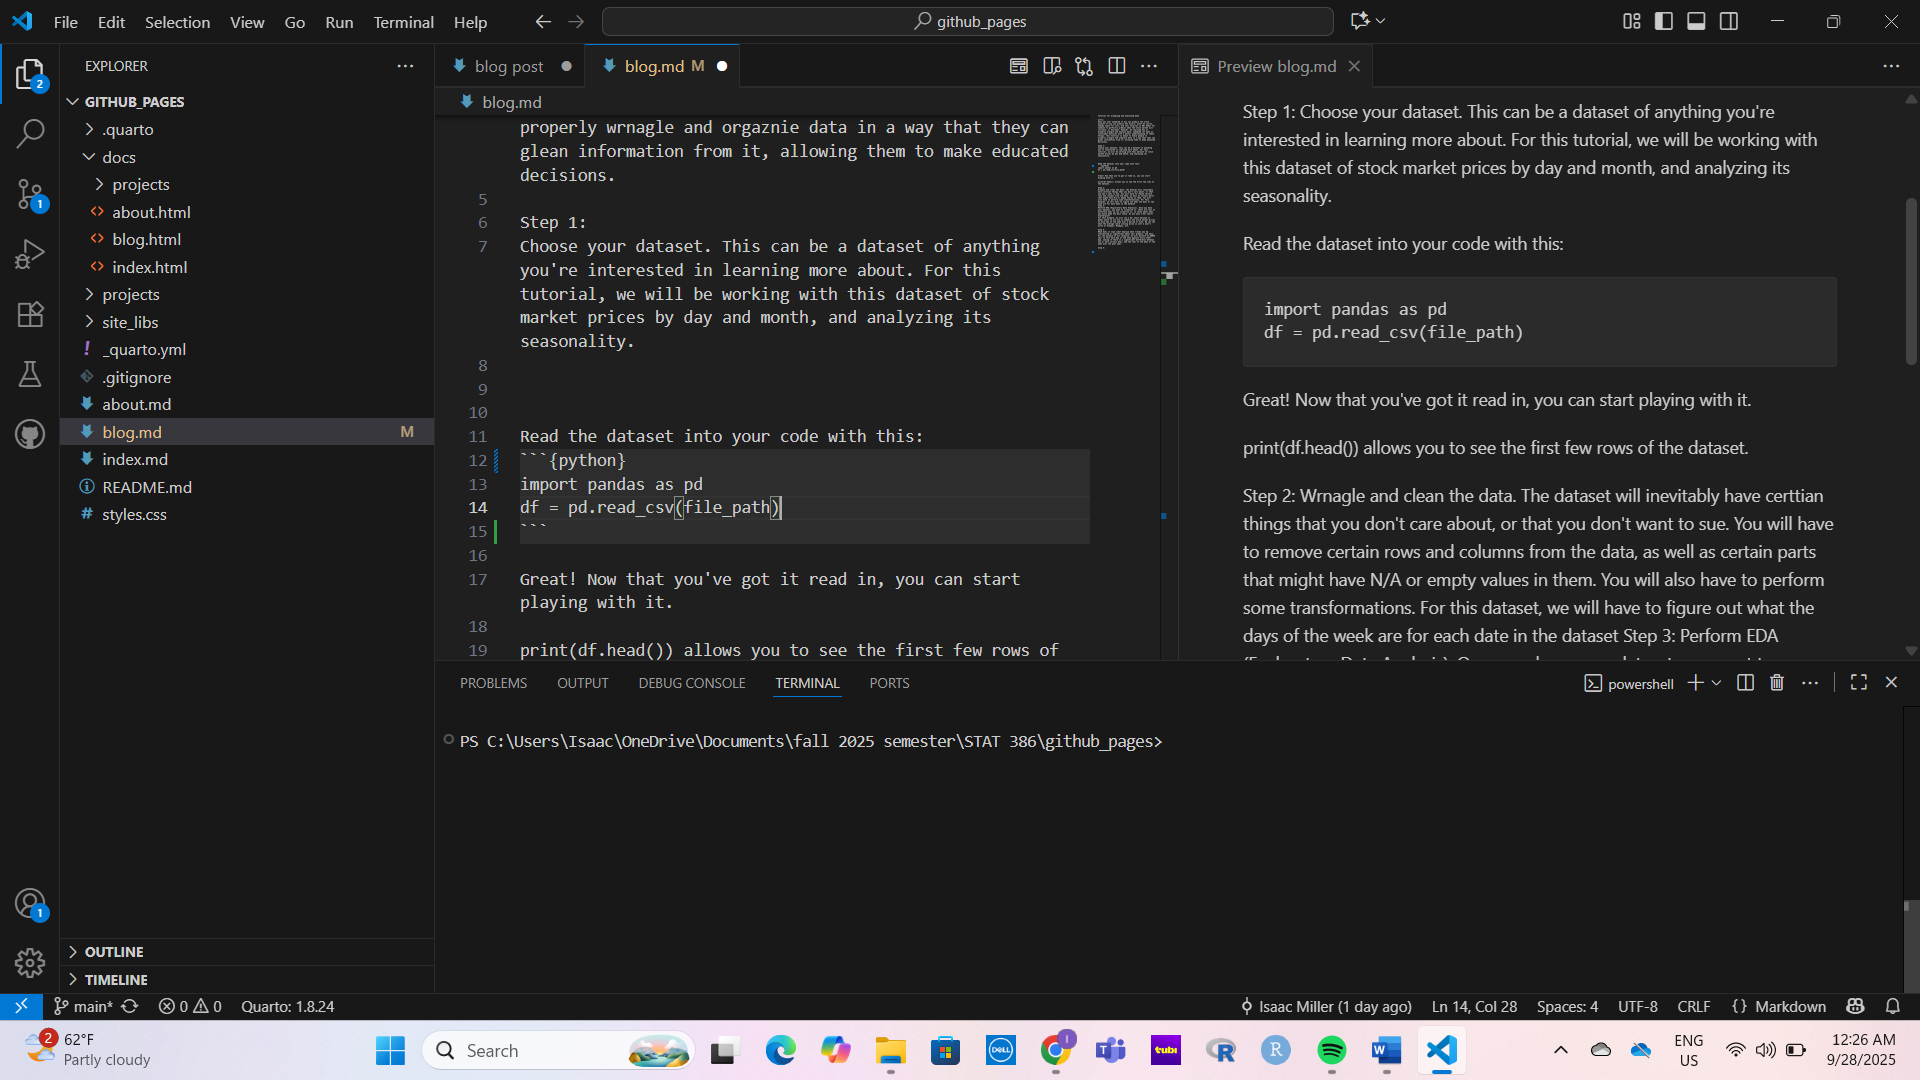 File Edit Selection View Go Run Terminal Help
github_pages
EXPLORER
2
GITHUB_PAGES
.quarto
docs
projects
about.html
blog.html
index.html
projects
site_libs
! _quarto.yml
.gitignore
about.md
blog.md M
index.md
README.md
# styles.css
1
1
OUTLINE
TIMELINE
blog post
blog.md M
blog.md
properly wrnagle and orgaznie data in a way that they can
glean information from it, allowing them to make educated
decisions.
5
6 Step 1:
7 Choose your dataset. This can be a dataset of anything
you're interested in learning more about. For this
tutorial, we will be working with this dataset of stock
market prices by day and month, and analyzing its
seasonality.
8
9
10
11 Read the dataset into your code with this:
12 ```{python}
13 import pandas as pd
14 df = pd.read_csv(file_path)
15 ```
16
17 Great! Now that you've got it read in, you can start
playing with it.
18
19 print(df.head()) allows you to see the first few rows of
Preview blog.md
Step 1: Choose your dataset. This can be a dataset of anything you're
interested in learning more about. For this tutorial, we will be working with
this dataset of stock market prices by day and month, and analyzing its
seasonality.
Read the dataset into your code with this:
import pandas as pd
df = pd.read_csv(file_path)
Great! Now that you've got it read in, you can start playing with it.
print(df.head()) allows you to see the first few rows of the dataset.
Step 2: Wrnagle and clean the data. The dataset will inevitably have certtian
things that you don't care about, or that you don't want to sue. You will have
to remove certain rows and columns from the data, as well as certain parts
that might have N/A or empty values in them. You will also have to perform
some transformations. For this dataset, we will have to figure out what the
days of the week are for each date in the dataset Step 3: Perform EDA
PROBLEMS OUTPUT DEBUG CONSOLE TERMINAL PORTS
powershell
PS C:\Users\Isaac\OneDrive\Documents\fall 2025 semester\STAT 386\github_pages>
main* 0 0 Quarto: 1.8.24
Isaac Miller (1 day ago) Ln 14, Col 28 Spaces: 4 UTF-8 CRLF {} Markdown
2
62°F
Partly cloudy
Search
DELL
I
tubi
R
R
W
ENG
US
12:26 AM
9/28/2025